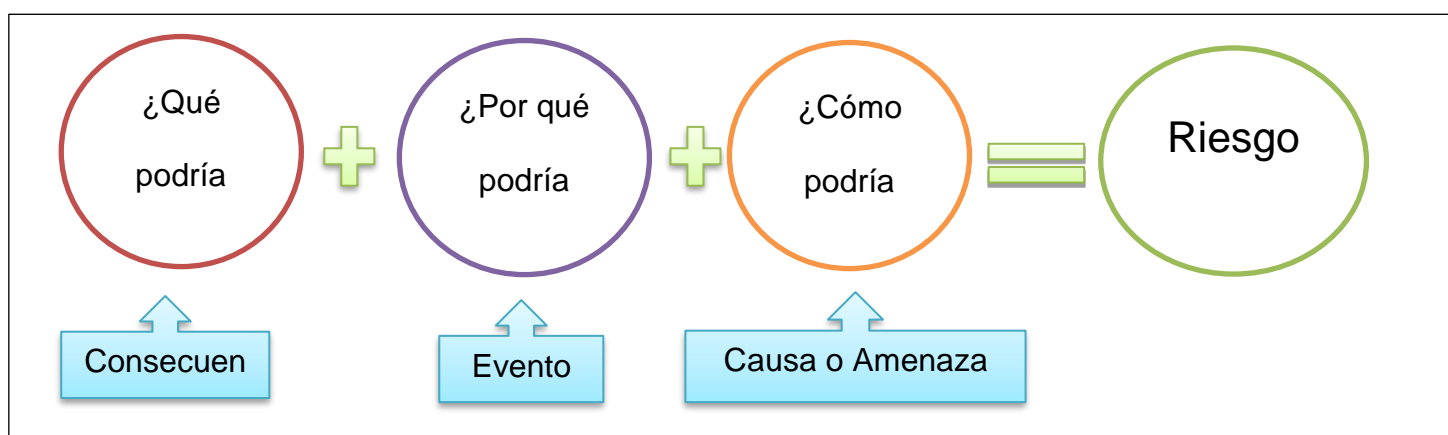 ¿Qué
podría
¿Por qué
podría
¿Cómo
podría
Riesgo
Consecuen
Evento
Causa o Amenaza